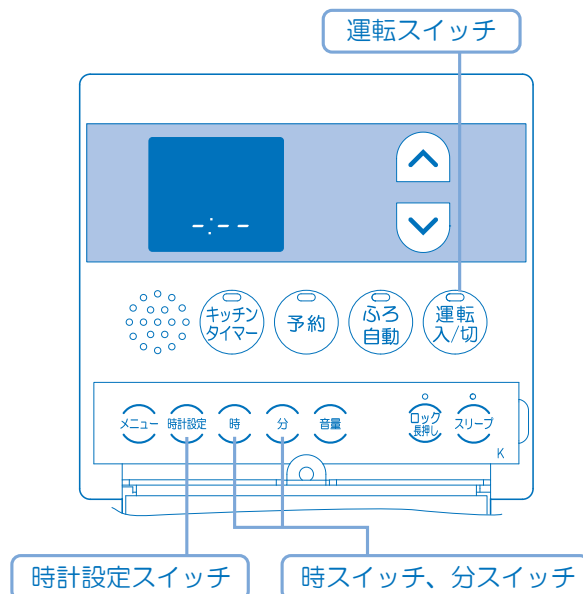 運転スイッチ
-:--
キッチン
タイマー
予約
ふろ
自動
運転
入/切
メニュー
時計設定
時
分
音量
ロック
長押し
スリープ
K
時計設定スイッチ
時スイッチ、分スイッチ